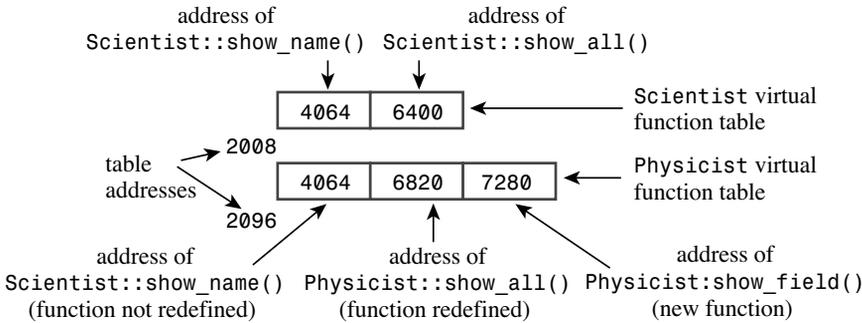 address of
Scientist::show_name()
address of
Scientist::show_all()
4064 6400
Scientist virtual
function table
2008
table
addresses
4064 6820 7280
Physicist virtual
function table
2096
address of
Scientist::show_name()
(function not redefined)
address of
Physicist::show_all()
(function redefined)
address of
Physicist:show_field()
(new function)